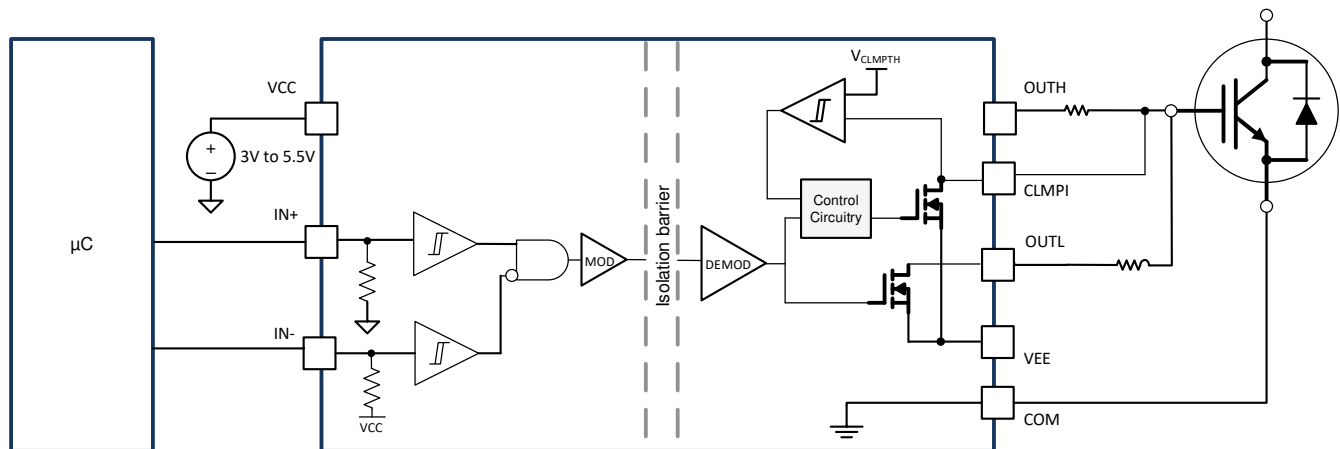 µC
VCC
+
3V to 5.5V
−
IN+
IN-
VCC
MOD
Isolation barrier
DEMOD
VCLMPTH
Control
Circuitry
OUTH
CLMPI
OUTL
VEE
COM